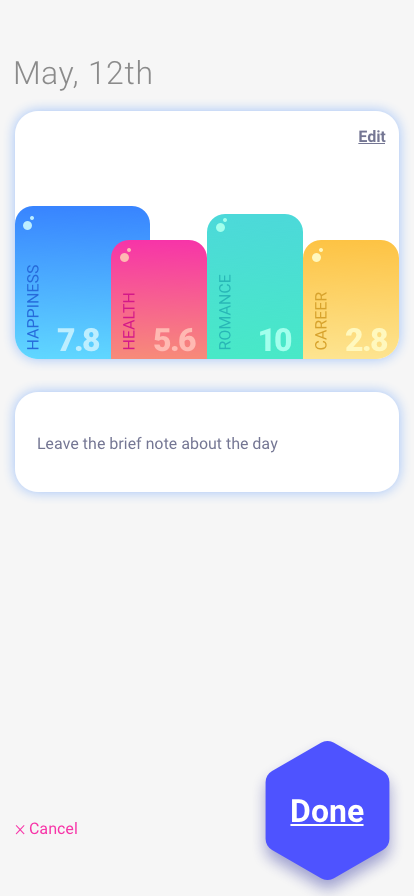 May, 12th
Edit
HAPPINESS
7.8
HEALTH
5.6
ROMANCE
10
CAREER
2.8
Leave the brief note about the day
Done
× Cancel